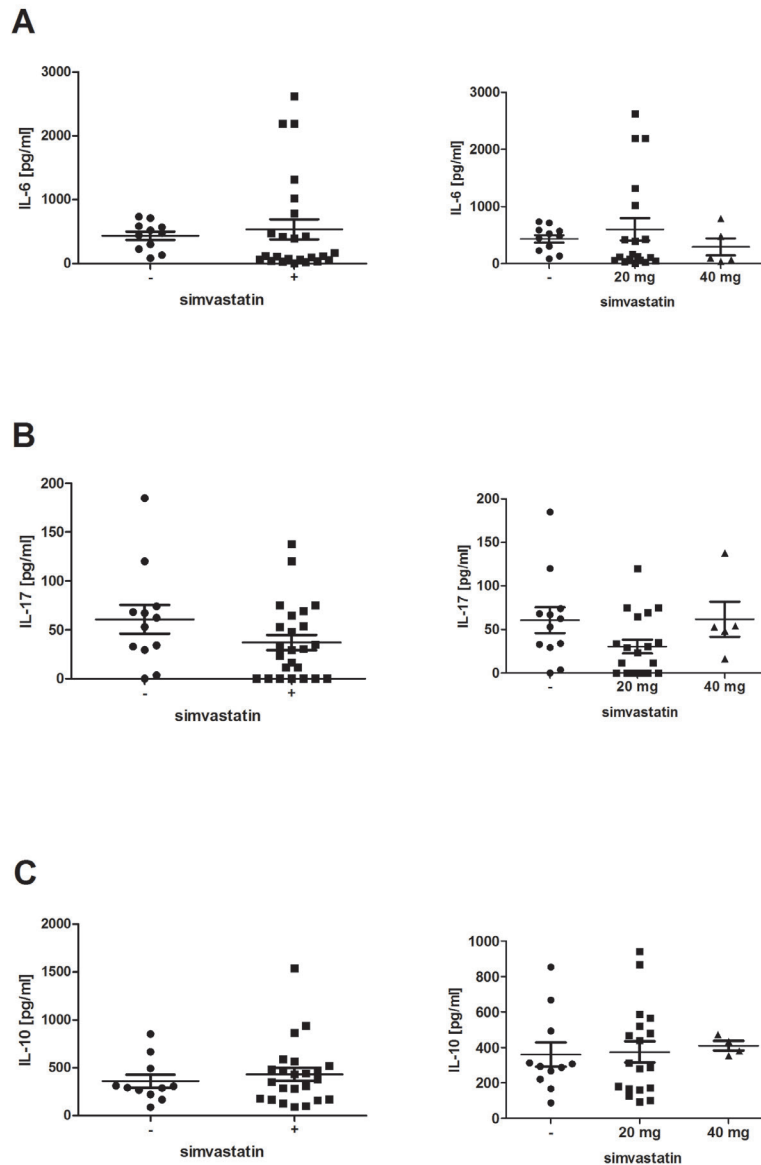 A
IL-6 [pg/ml]
3000
2000
1000
0
-
+
simvastatin
IL-6 [pg/ml]
3000
2000
1000
0
-
20 mg
40 mg
simvastatin
B
IL-17 [pg/ml]
200
150
100
50
0
-
+
simvastatin
IL-17 [pg/ml]
200
150
100
50
0
-
20 mg
40 mg
simvastatin
C
IL-10 [pg/ml]
2000
1500
1000
500
0
-
+
simvastatin
IL-10 [pg/ml]
1000
800
600
400
200
0
-
20 mg
40 mg
simvastatin